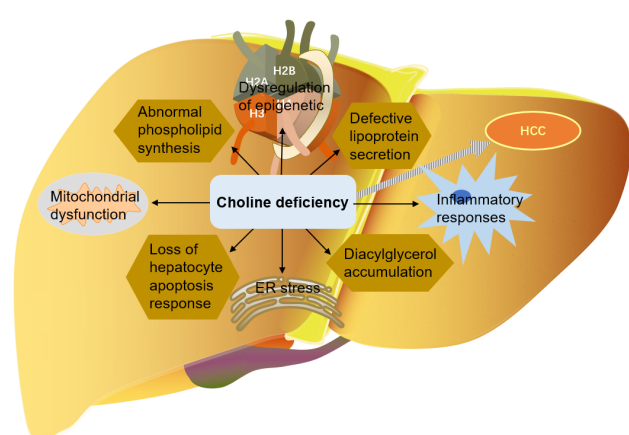 H2B
H2A
Dysregulation
of epigenetic
H3
Abnormal
phospholipid
synthesis
Defective
lipoprotein
secretion
HCC
Mitochondrial
dysfunction
Choline deficiency
Inflammatory
responses
Loss of
hepatocyte
apoptosis
response
ER stress
Diacylglycerol
accumulation